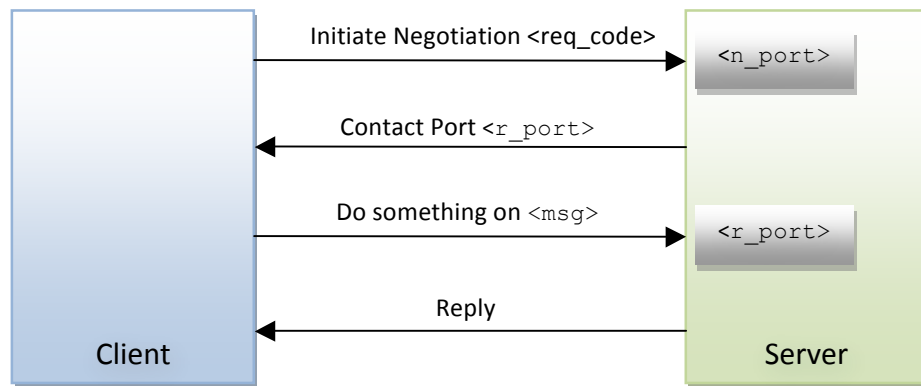 Initiate Negotiation <req_code>
<n_port>
Contact Port <r_port>
Do something on <msg>
<r_port>
Reply
Client
Server